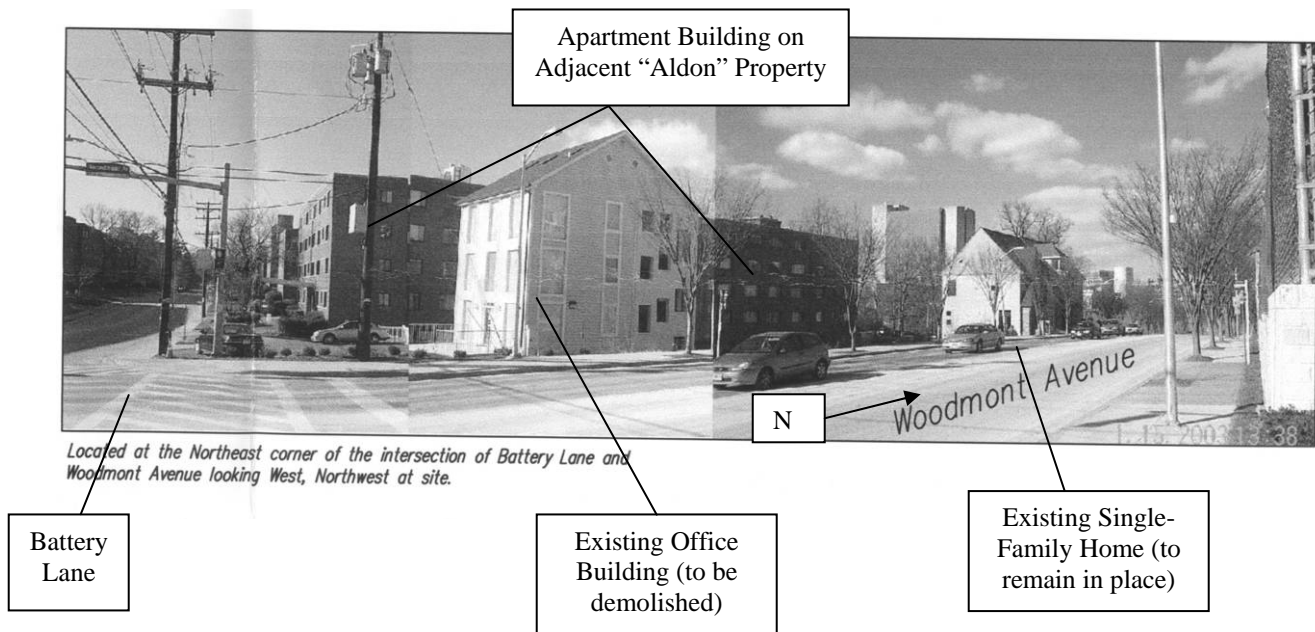 Apartment Building on
Adjacent “Aldon” Property
N
Woodmont Avenue
Located at the Northeast corner of the intersection of Battery Lane and
Woodmont Avenue looking West, Northwest at site.
Battery
Lane
Existing Office
Building (to be
demolished)
Existing Single-
Family Home (to
remain in place)